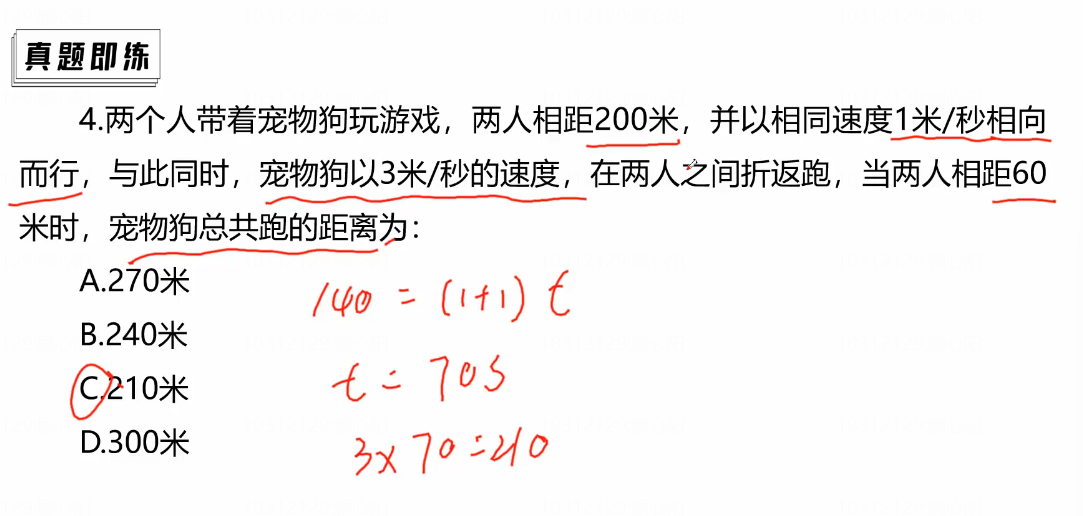 真题即练
4.两个人带着宠物狗玩游戏，两人相距200米，并以相同速度1米/秒相向
而行，与此同时，宠物狗以3米/秒的速度，在两人之间折返跑，当两人相距60
米时，宠物狗总共跑的距离为：
A.270米
B.240米
C.210米
D.300米
140 = (1+1) t
t = 70s
3×70=210